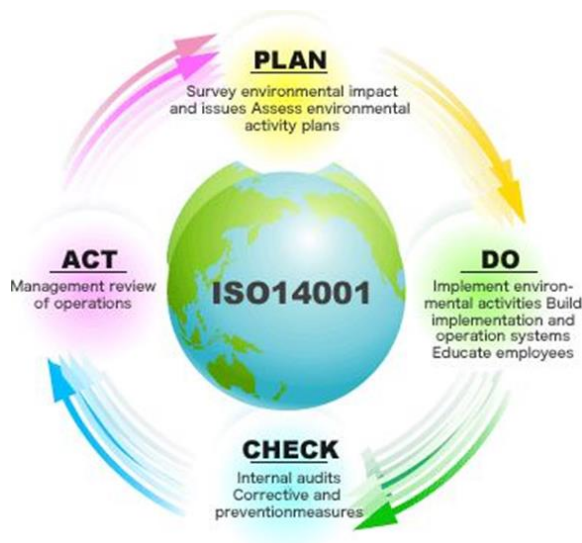 PLAN
Survey environmental impact
and issues Assess environmental
activity plans
DO
Implement environ-
mental activities Build
implementation and
operation systems
Educate employees
CHECK
Internal audits
Corrective and
preventionmeasures
ACT
Management review
of operations
ISO14001